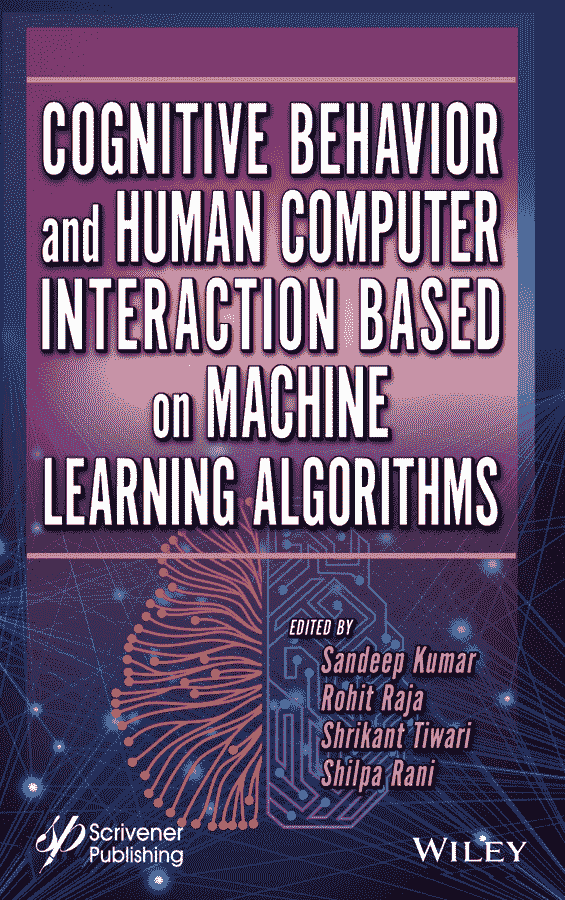 COGNITIVE BEHAVIOR
and HUMAN COMPUTER
INTERACTION BASED
on MACHINE
LEARNING ALGORITHMS
EDITED BY
Sandeep Kumar
Rohit Raja
Shrikant Tiwari
Shilpa Rani
Scrivener
Publishing
WILEY